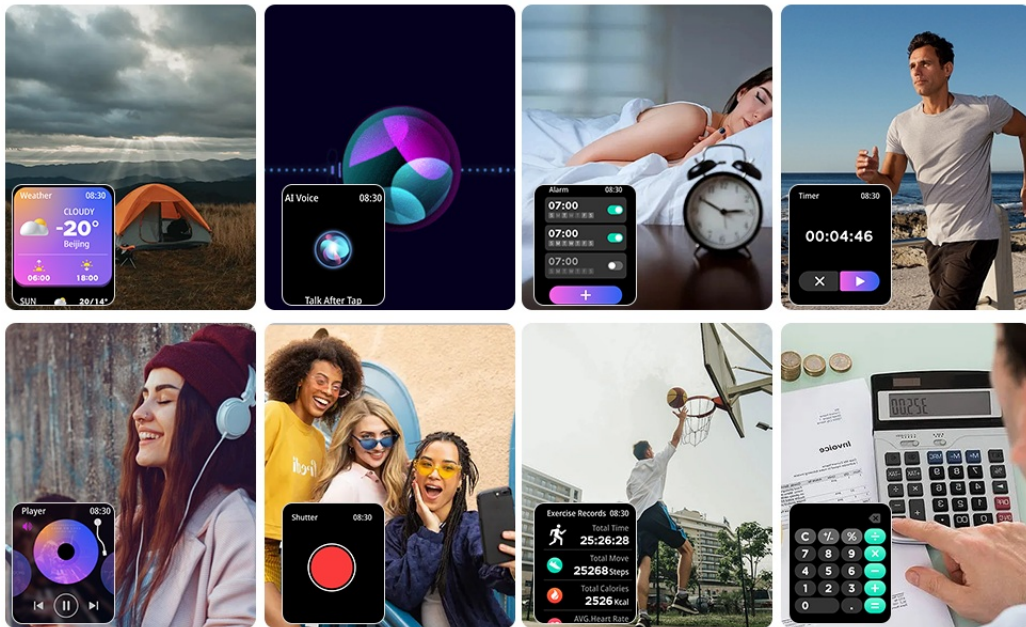 Weather 08:30
CLOUDY
-20°
Beijing
06:00 18:00
SUN 20/14°
AI Voice 08:30
Talk After Tap
Alarm 08:30
07:00
07:00
07:00
+
Timer 08:30
00:04:46
Player 08:30
Shutter 08:30
Exercise Records 08:30
Total Time
25:26:28
Total Move
25268 Steps
Total Calories
2526 Kcal
AVG.Heart Rate
Invoice
C +/- % ÷
7 8 9 ×
4 5 6 -
1 2 3 +
0 . =